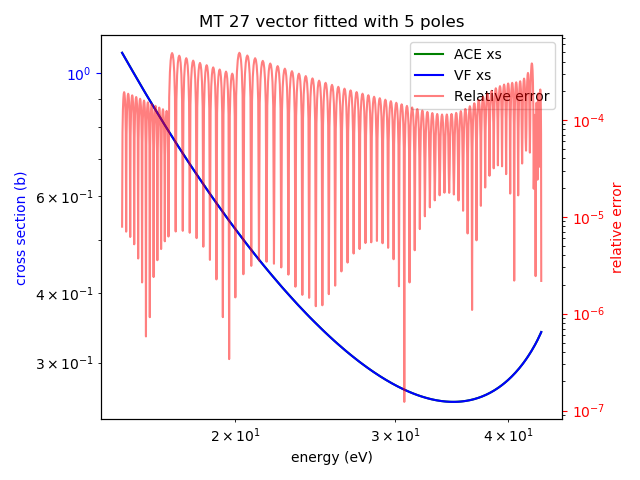 MT 27 vector fitted with 5 poles
ACE xs
VF xs
Relative error
10⁰
6 × 10⁻¹
4 × 10⁻¹
3 × 10⁻¹
cross section (b)
10⁻⁴
10⁻⁵
10⁻⁶
10⁻⁷
relative error
2 × 10¹
3 × 10¹
4 × 10¹
energy (eV)